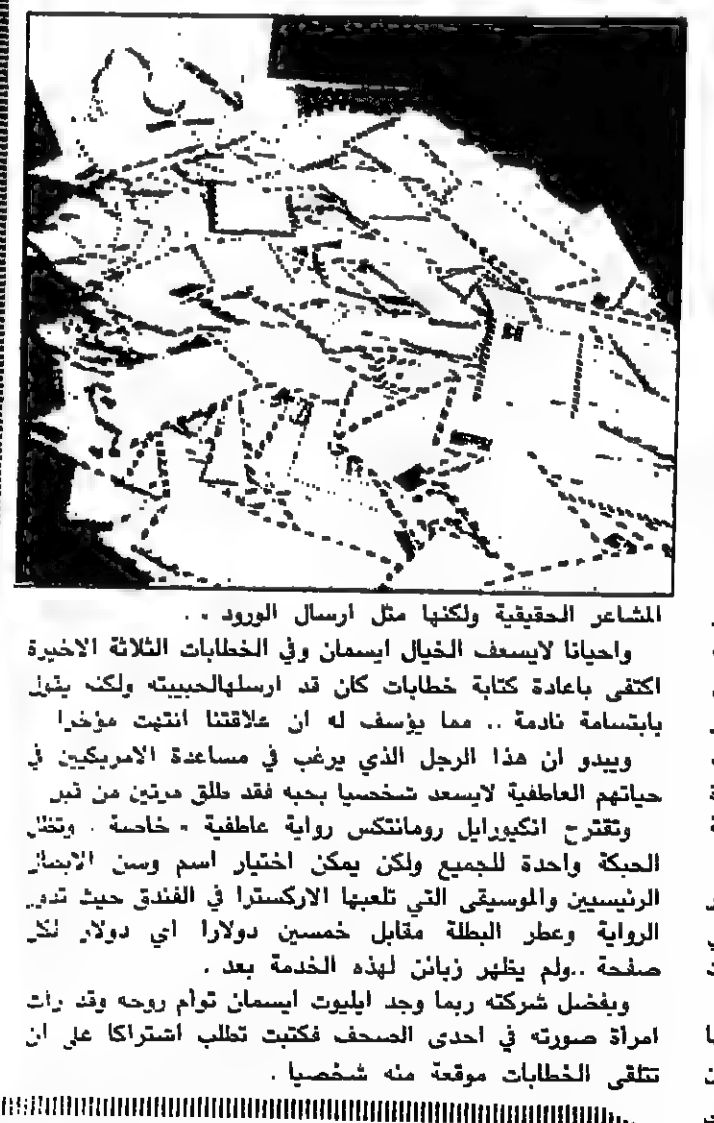 المشاعر الحقيقية ولكنها مثل ارسال الورود . .
واحيانا لايسعف الخيال ايسمان وفي الخطابات الثلاثة الاخيرة
اكتفى باعادة كتابة خطابات كان قد ارسلهالحبيبته ولكنه يقول
بابتسامة نادمة .. مما يؤسف له ان علاقتنا انتهت مؤخرا
ويبدو ان هذا الرجل الذي يرغب في مساعدة الامريكيين في
حياتهم العاطفية لايسعد شخصيا بحبه فقد طلق مرتين من قبل
وتقترح انكيورايل رومانتكس رواية عاطفية - خاصة . وتظل
الحبكة واحدة للجميع ولكن يمكن اختيار اسم وسن الابطال
الرئيسيين والموسيقى التي تلعبها الاركسترا في الفندق حيث تدور
الرواية وعطر البطلة مقابل خمسين دولارا اي دولار لكل
صفحة ..ولم يظهر زبائن لهذه الخدمة بعد .
وبفضل شركته ربما وجد ايليوت ايسمان توأم روحه وقد رات
امرأة صورته في احدى الصحف فكتبت تطلب اشتراكا على ان
تتلقى الخطابات موقعة منه شخصيا .